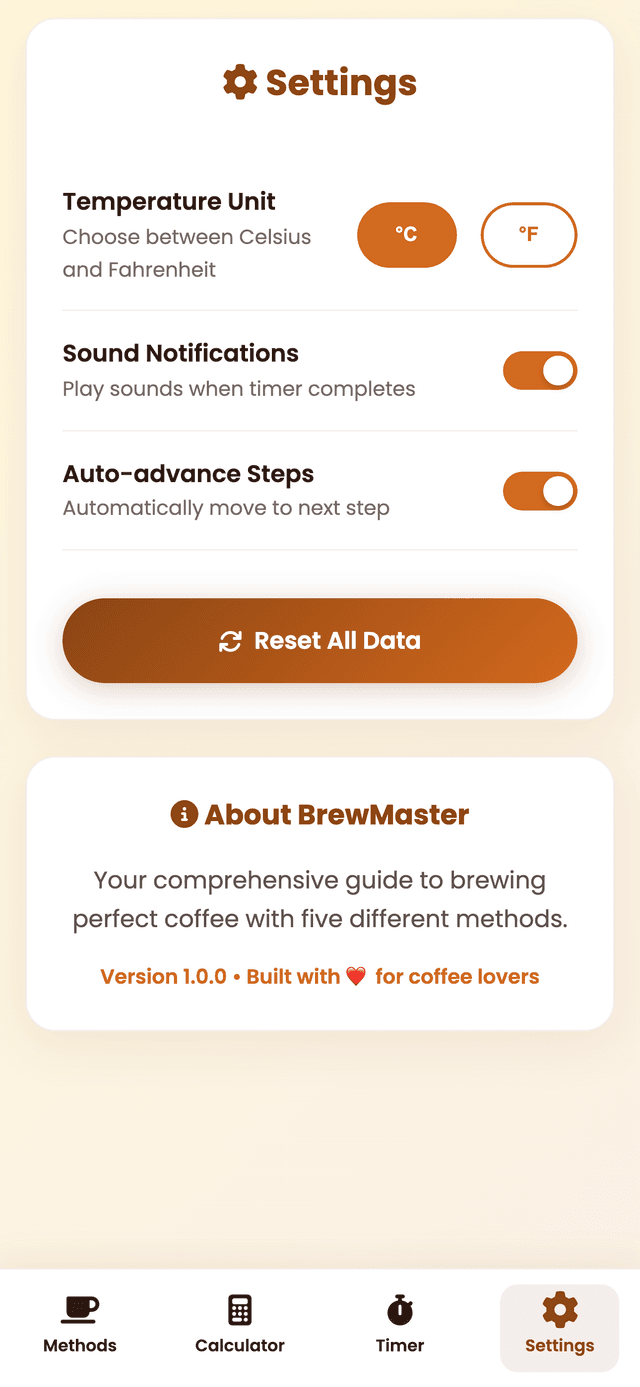 Settings
Temperature Unit
Choose between Celsius
and Fahrenheit
°C
°F
Sound Notifications
Play sounds when timer completes
Auto-advance Steps
Automatically move to next step
Reset All Data
About BrewMaster
Your comprehensive guide to brewing
perfect coffee with five different methods.
Version 1.0.0 • Built with ❤️ for coffee lovers
Methods
Calculator
Timer
Settings